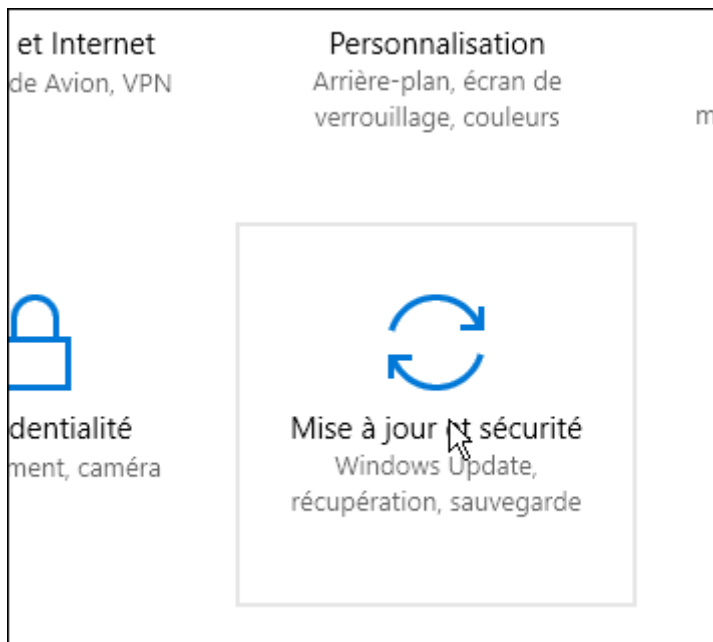 et Internet
de Avion, VPN
Personnalisation
Arrière-plan, écran de
verrouillage, couleurs
m
dentialité
ment, caméra
Mise à jour et sécurité
Windows Update,
récupération, sauvegarde